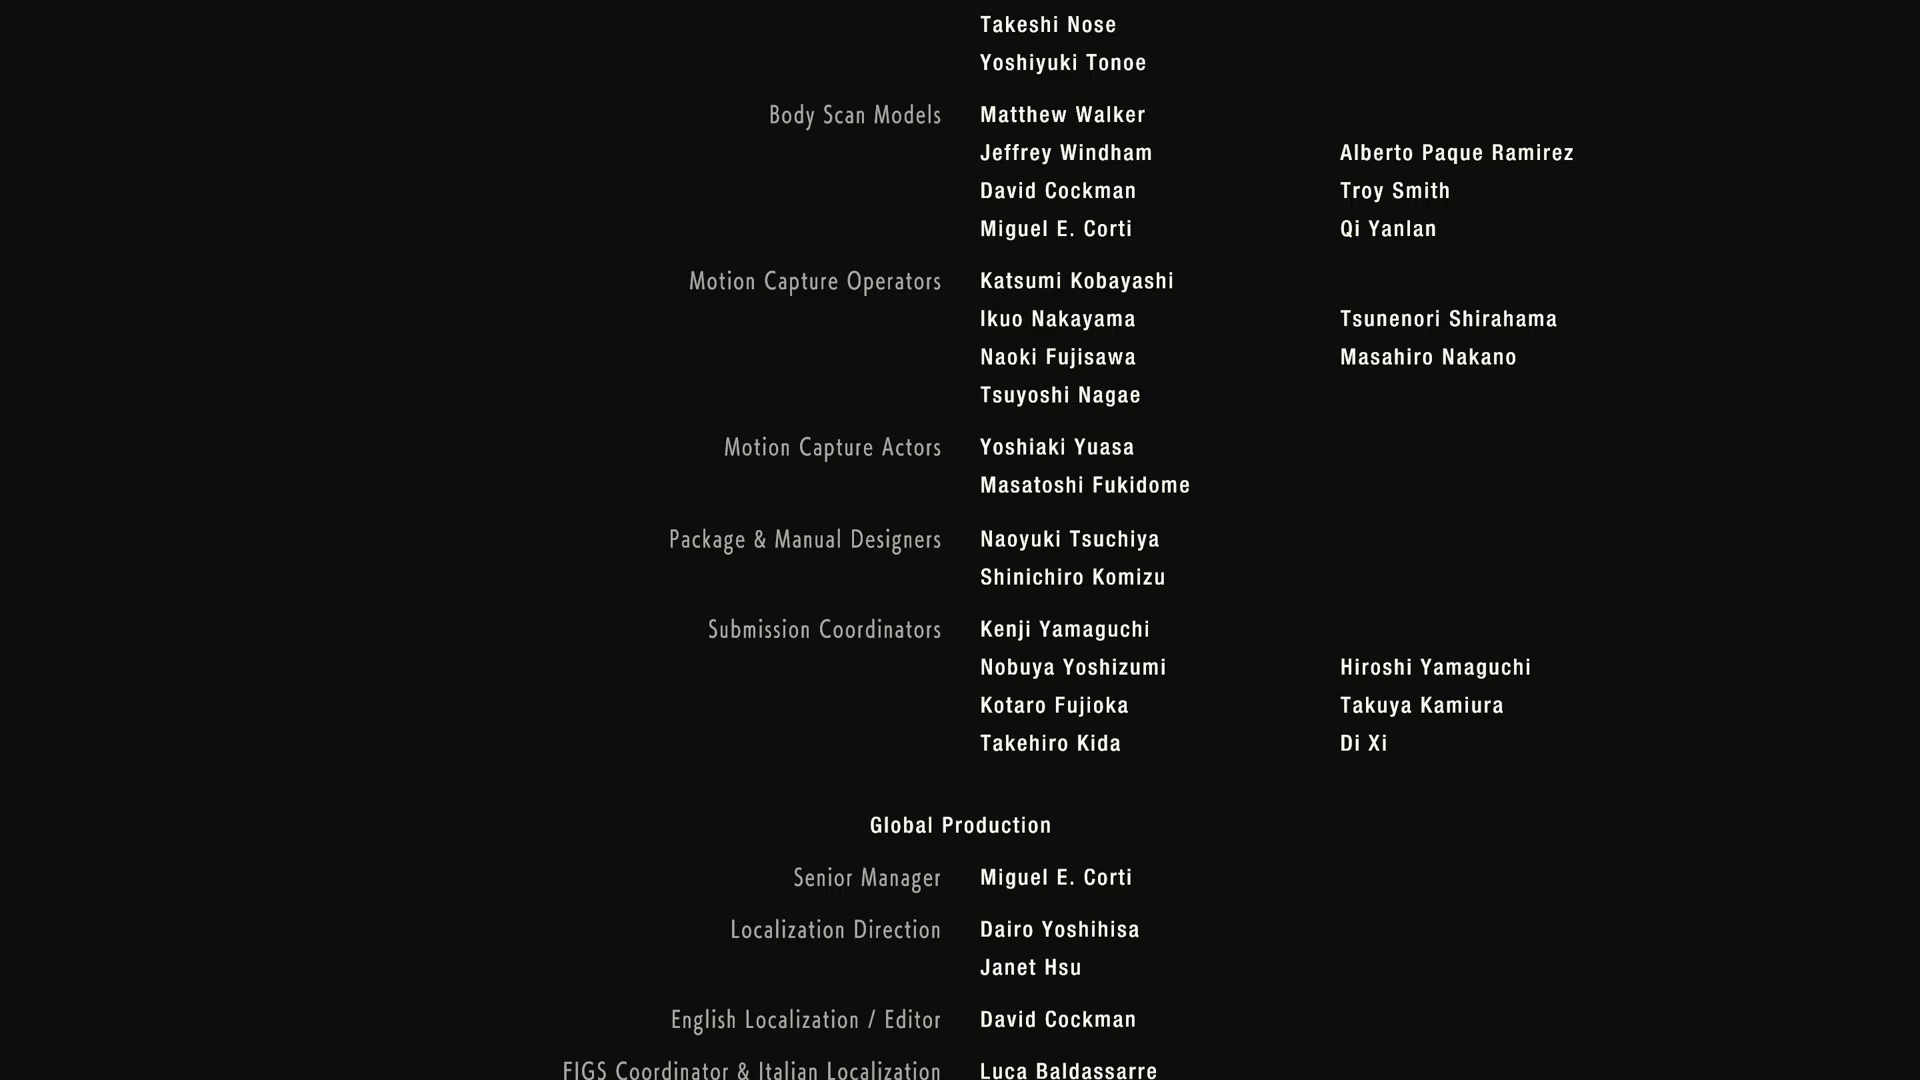 Takeshi Nose
Yoshiyuki Tonoe
Body Scan Models Matthew Walker
Jeffrey Windham Alberto Paque Ramirez
David Cockman Troy Smith
Miguel E. Corti Qi Yanlan
Motion Capture Operators Katsumi Kobayashi
Ikuo Nakayama Tsunenori Shirahama
Naoki Fujisawa Masahiro Nakano
Tsuyoshi Nagae
Motion Capture Actors Yoshiaki Yuasa
Masatoshi Fukidome
Package & Manual Designers Naoyuki Tsuchiya
Shinichiro Komizu
Submission Coordinators Kenji Yamaguchi
Nobuya Yoshizumi Hiroshi Yamaguchi
Kotaro Fujioka Takuya Kamiura
Takehiro Kida Di Xi
Global Production
Senior Manager Miguel E. Corti
Localization Direction Dairo Yoshihisa
Janet Hsu
English Localization / Editor David Cockman
FIGS Coordinator & Italian Localization Luca Baldassarre